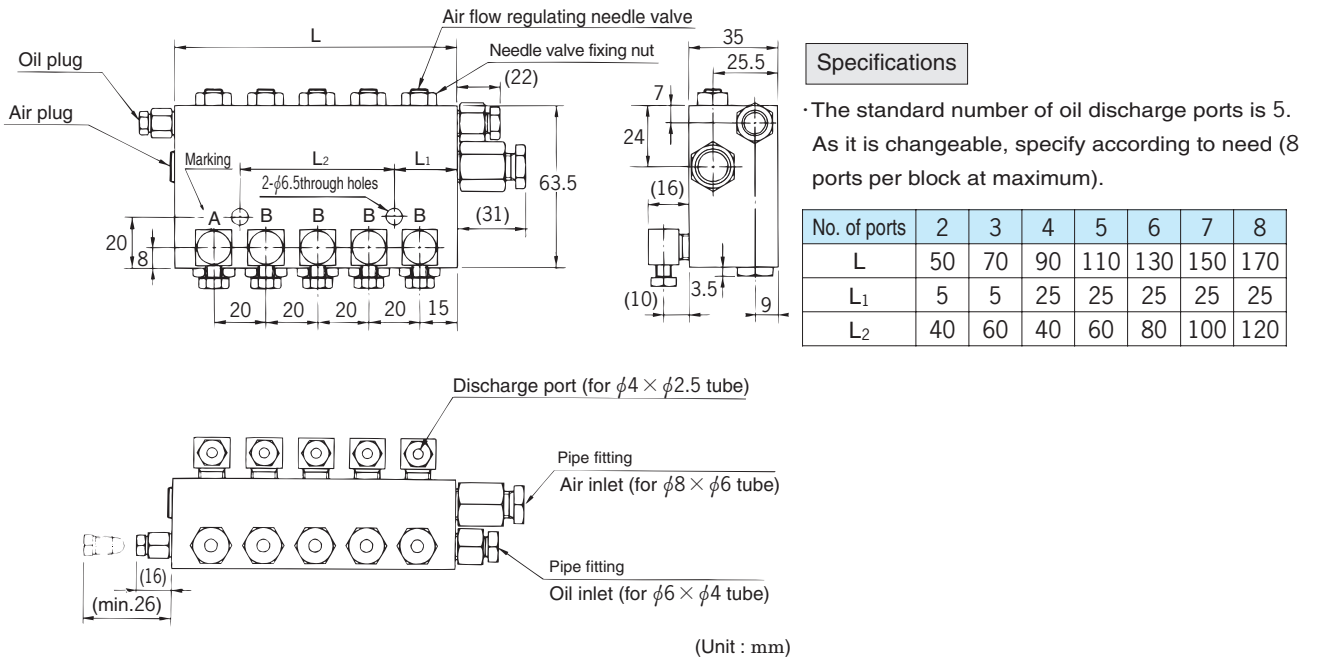 Air flow regulating needle valve
L
Needle valve fixing nut
Oil plug
(22)
Air plug
Marking
L2
L1
2-ϕ6.5through holes
63.5
A B B B B
(31)
20
8
20 20 20 20 15
35
25.5
7
24
(16)
(10)
3.5
9
Specifications
·The standard number of oil discharge ports is 5.
As it is changeable, specify according to need (8
ports per block at maximum).
No. of ports 2 3 4 5 6 7 8
L 50 70 90 110 130 150 170
L1 5 5 25 25 25 25 25
L2 40 60 40 60 80 100 120
Discharge port (for ϕ4×ϕ2.5 tube)
Pipe fitting
Air inlet (for ϕ8×ϕ6 tube)
Pipe fitting
Oil inlet (for ϕ6×ϕ4 tube)
(16)
(min.26)
(Unit : mm)